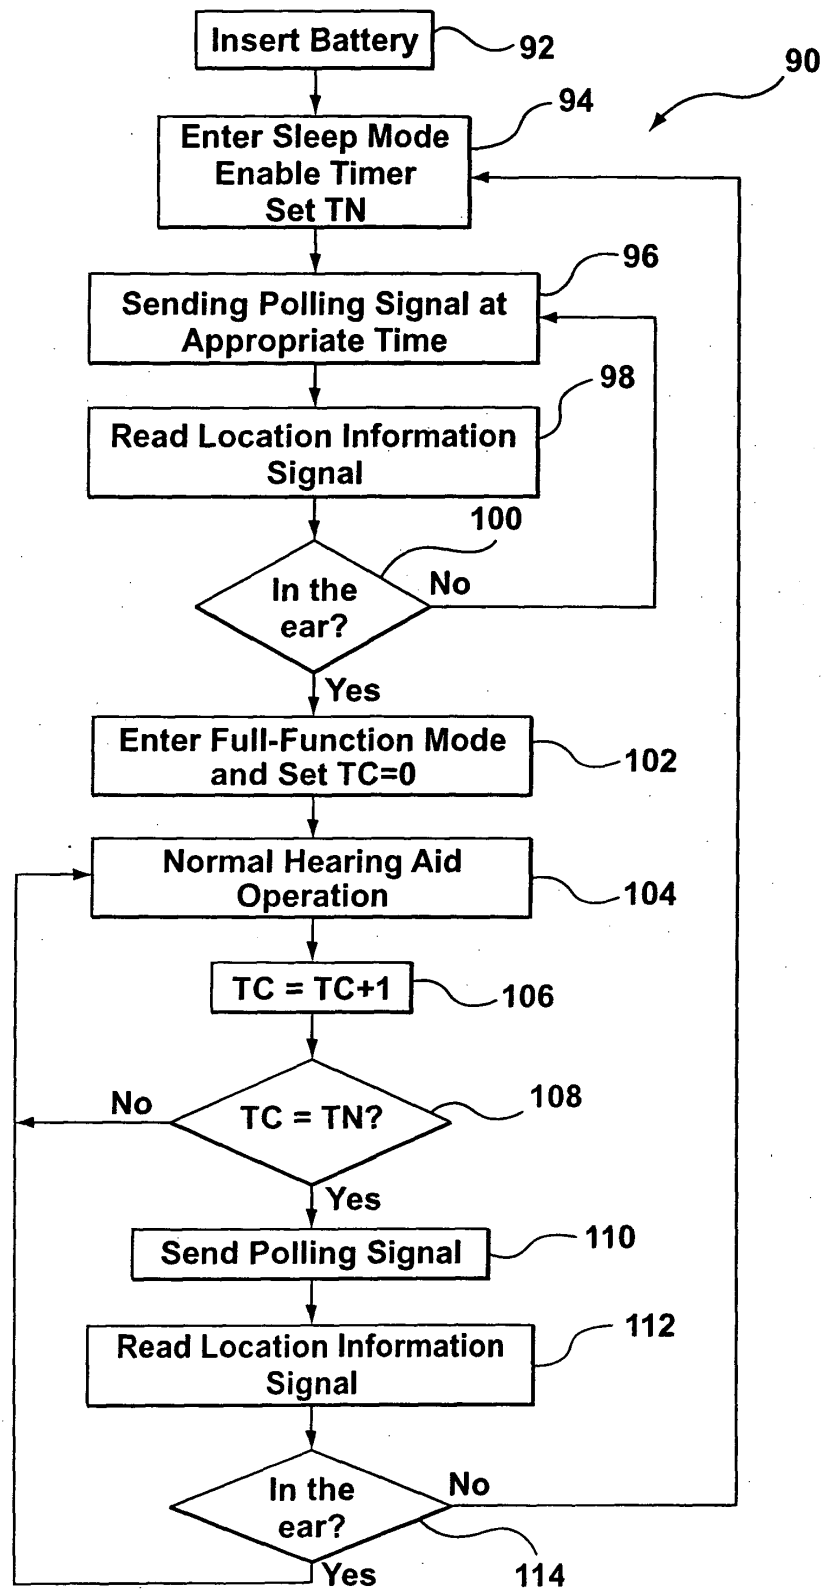 Insert Battery
92
90
94
Enter Sleep Mode
Enable Timer
Set TN
96
Sending Polling Signal at
Appropriate Time
98
Read Location Information
Signal
100
In the
ear?
No
Yes
Enter Full-Function Mode
and Set TC=0
102
Normal Hearing Aid
Operation
104
TC = TC+1
106
No
TC = TN?
108
Yes
Send Polling Signal
110
Read Location Information
Signal
112
In the
ear?
No
Yes
114